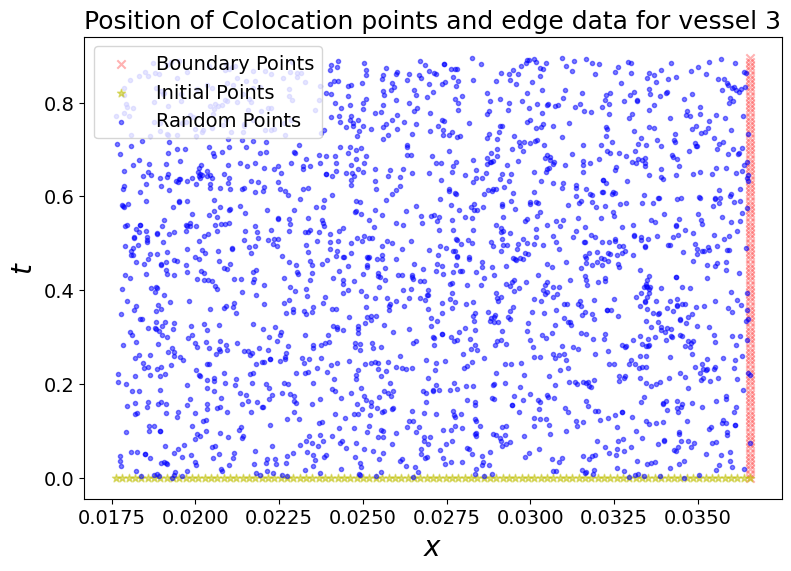 Position of Colocation points and edge data for vessel 3
Boundary Points
Initial Points
Random Points
0.8
0.6
0.4
0.2
0.0
t
0.0175 0.0200 0.0225 0.0250 0.0275 0.0300 0.0325 0.0350
x